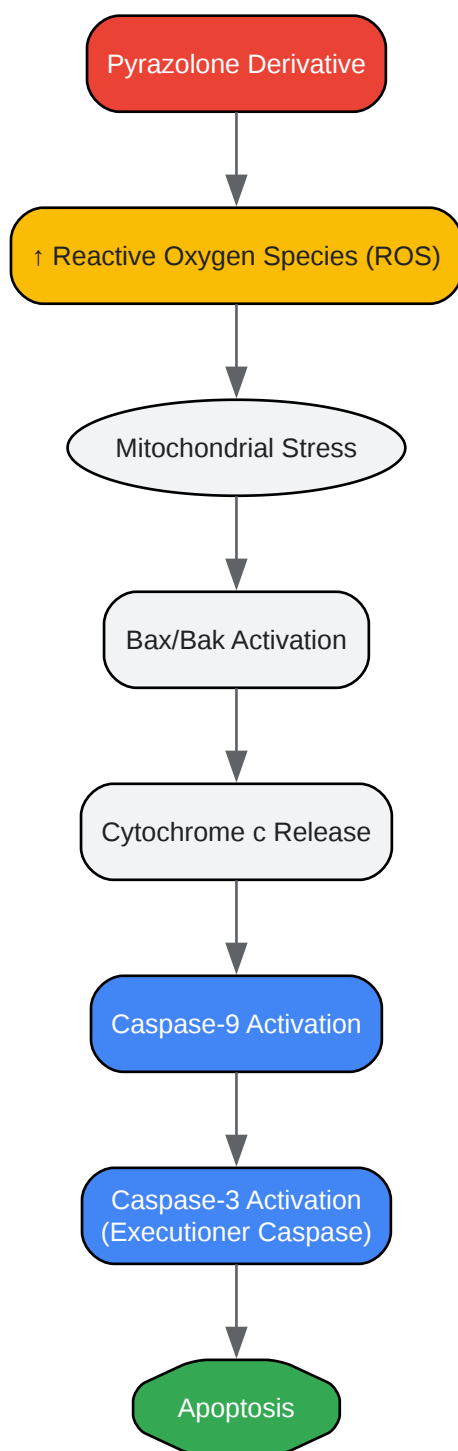 Pyrazolone Derivative
↑ Reactive Oxygen Species (ROS)
Mitochondrial Stress
Bax/Bak Activation
Cytochrome c Release
Caspase-9 Activation
Caspase-3 Activation
(Executioner Caspase)
Apoptosis